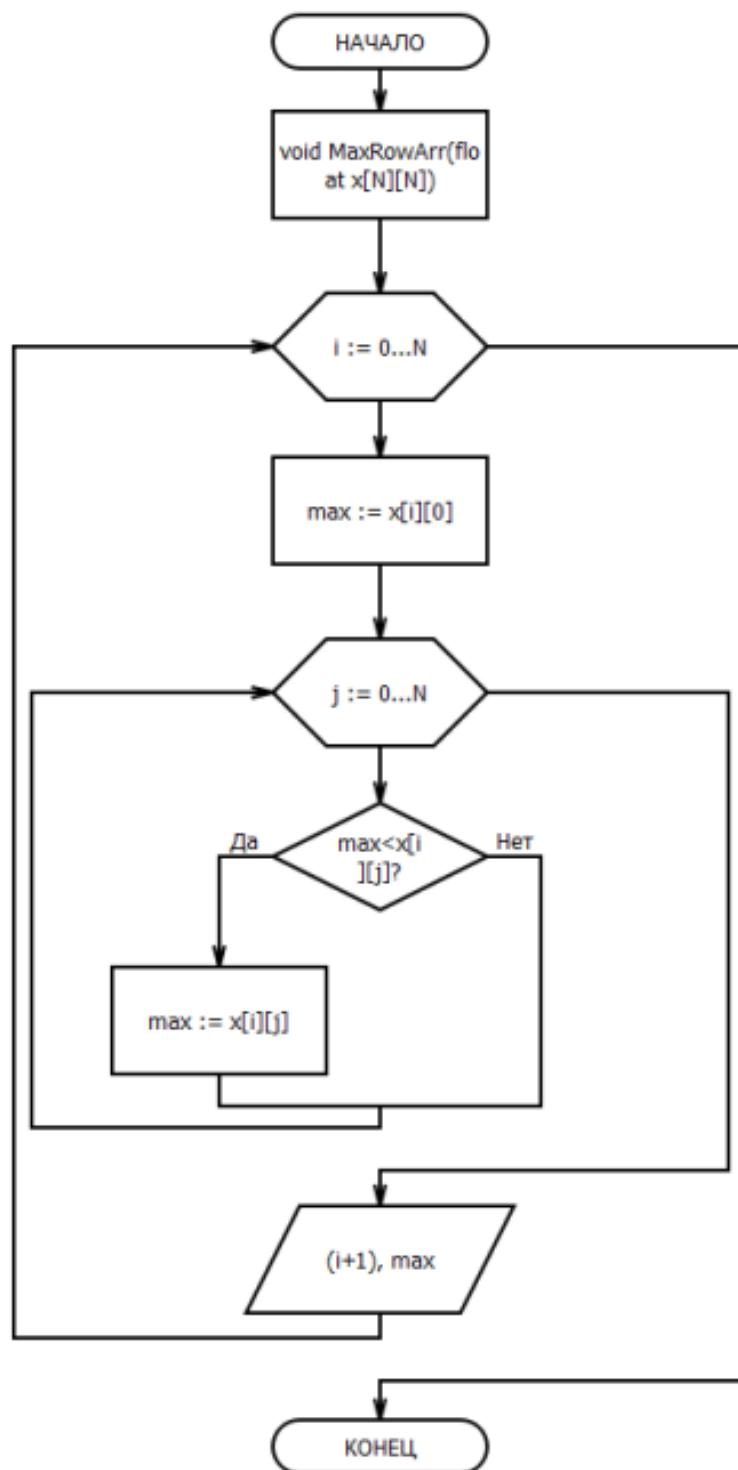 НАЧАЛО
void MaxRowArr(flo
at x[N][N])
i := 0...N
max := x[i][0]
j := 0...N
Да
max<x[i
][j]?
Нет
max := x[i][j]
(i+1), max
КОНЕЦ